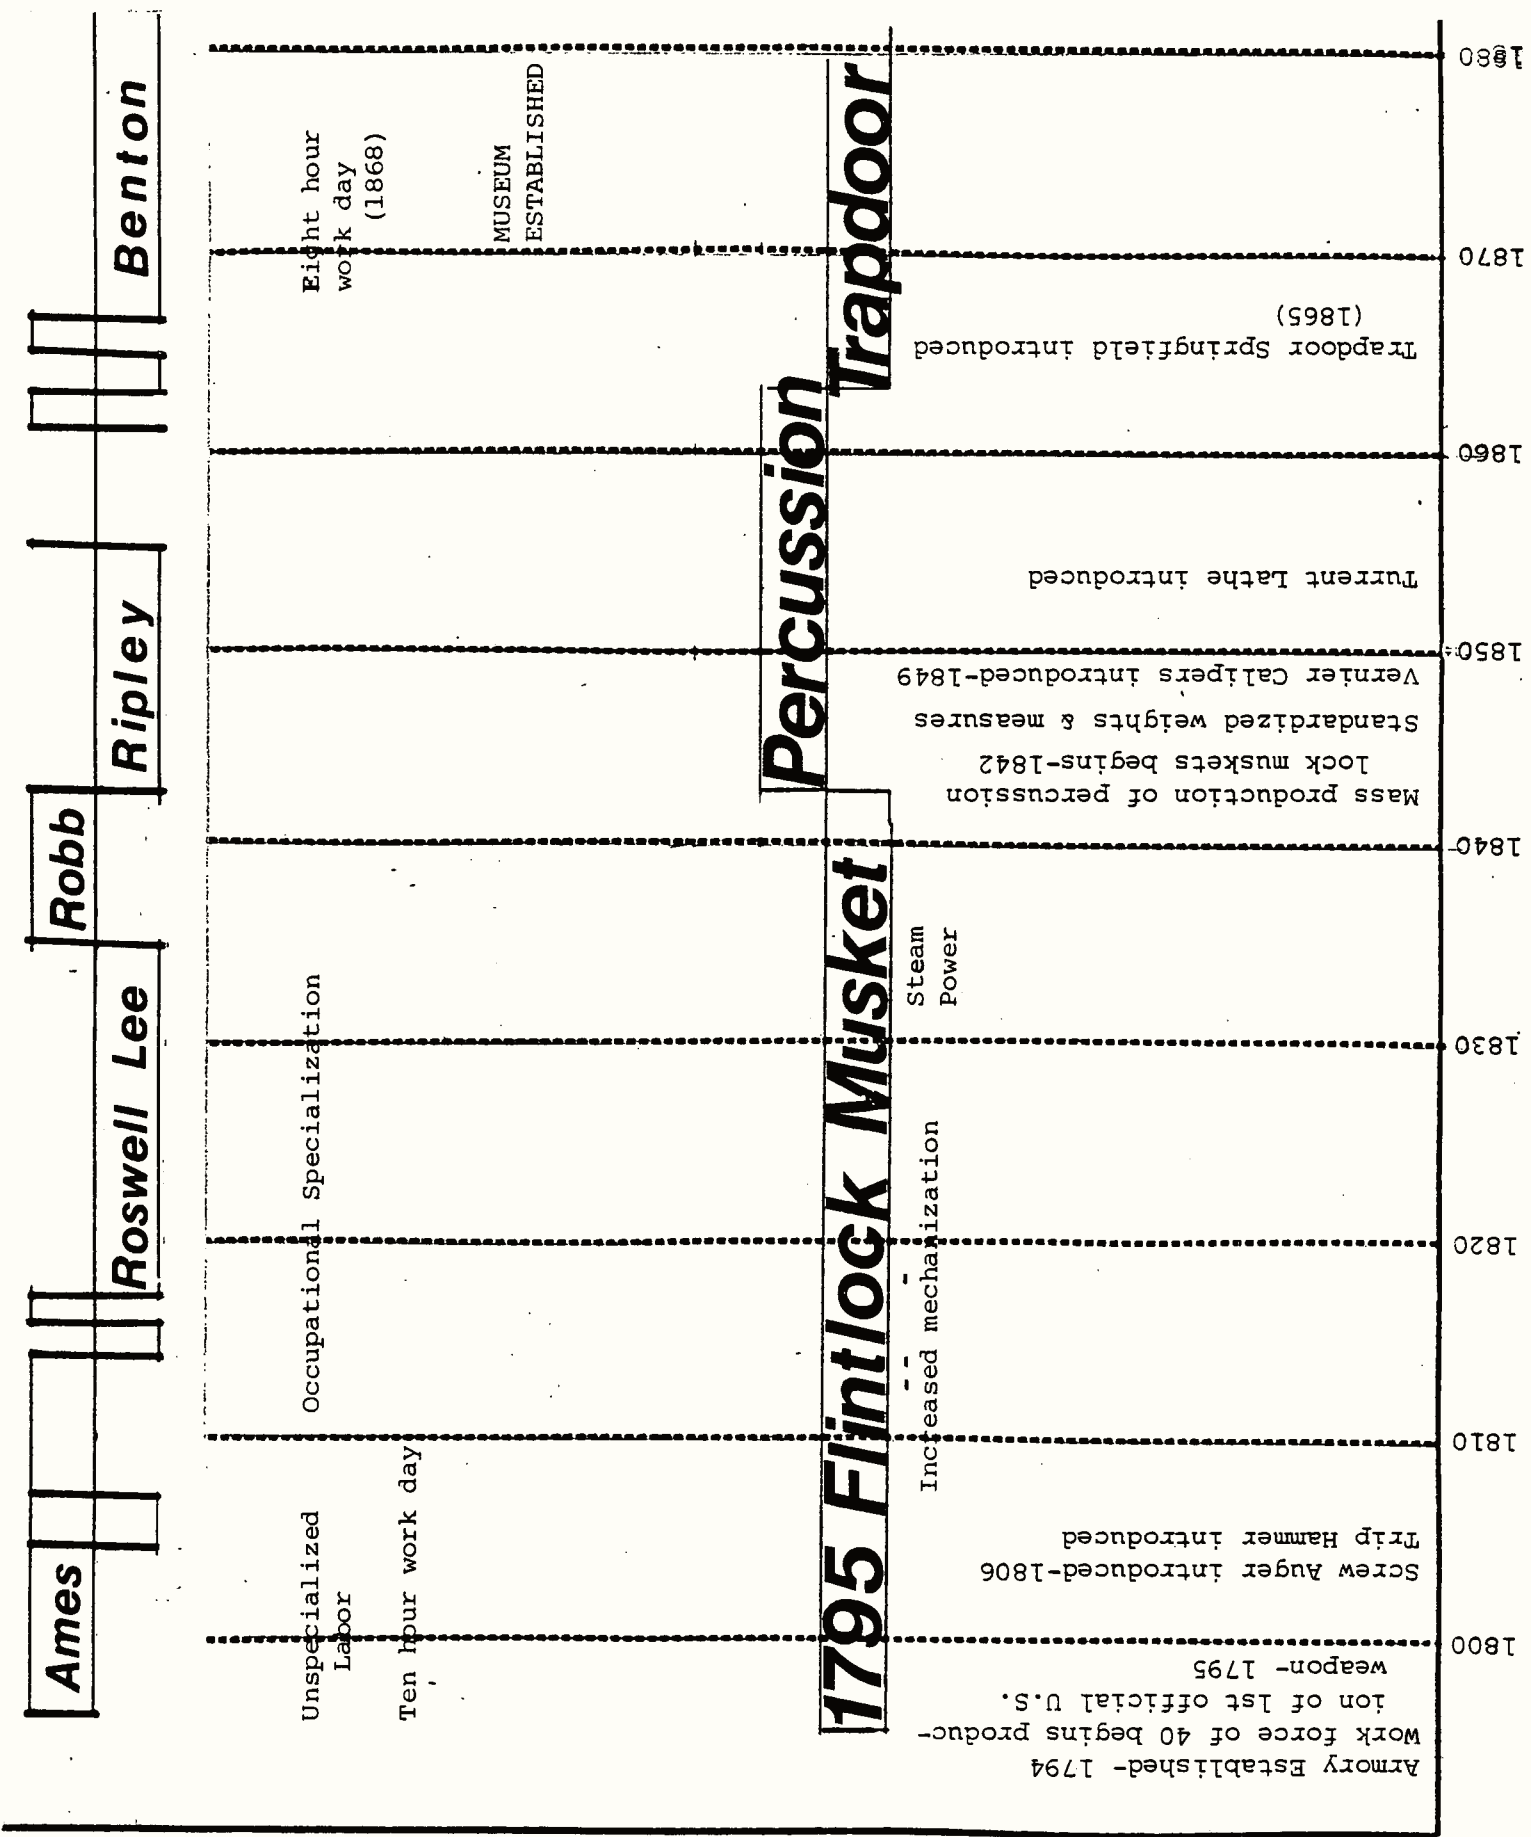 Ames
Roswell Lee
Robb
Ripley
Benton
Unspecialized
Labor
Ten hour work day
Occupational Specialization
Eight hour
work day
(1868)
MUSEUM
ESTABLISHED
1795 Flintlock Musket
Percussion
Trapdoor
Increased mechanization
Steam
Power
Armory Established- 1794
Work force of 40 begins produc-
ion of 1st official U.S.
weapon- 1795
Screw Auger introduced-1806
Trip Hammer introduced
Mass production of percussion
lock muskets begins-1842
Standardized weights & measures
Vernier Calipers introduced-1849
Turrent Lathe introduced
Trapdoor Springfield introduced
(1865)
1800
1810
1820
1830
1840
1850
1860
1870
1880